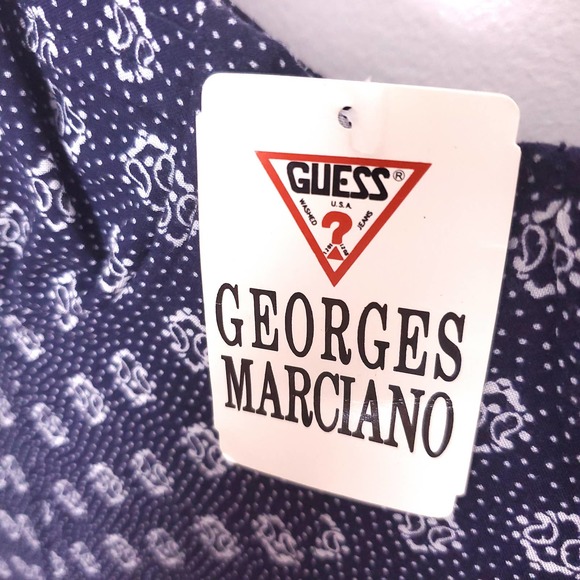 GUESS®
U.S.A.
WASHED ? JEANS
GEORGES
MARCIANO